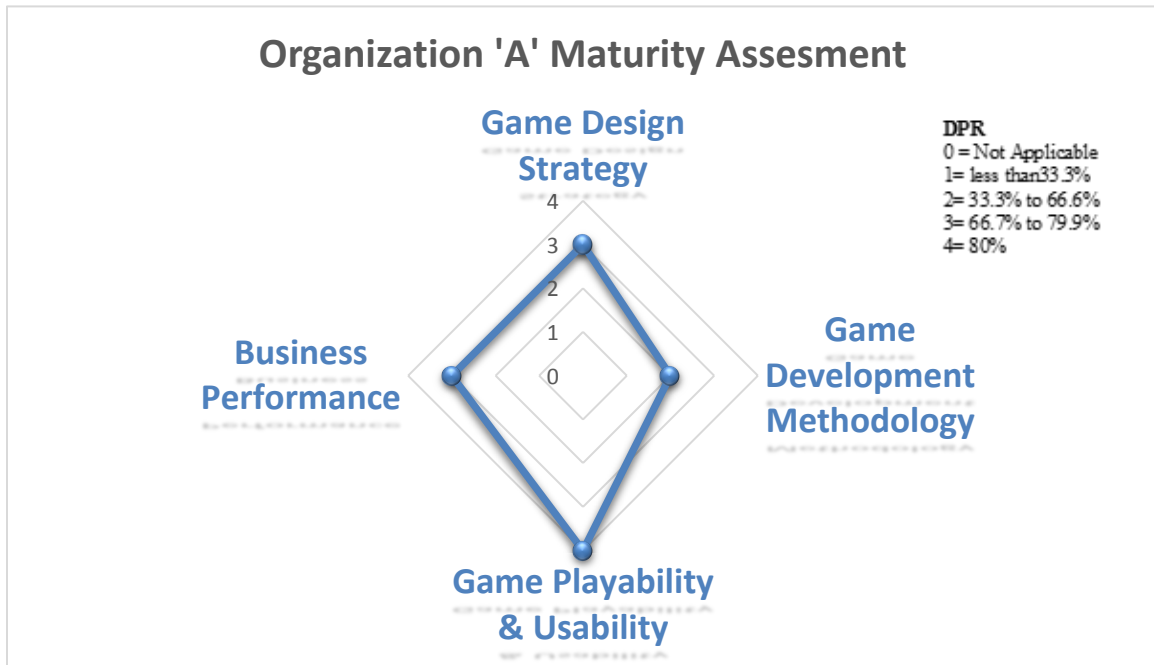 Organization 'A' Maturity Assesment
Game Design
Strategy
DPR
0 = Not Applicable
1= less than33.3%
2= 33.3% to 66.6%
3= 66.7% to 79.9%
4= 80%
4
3
2
1
0
Game
Development
Methodology
Business
Performance
Game Playability
& Usability